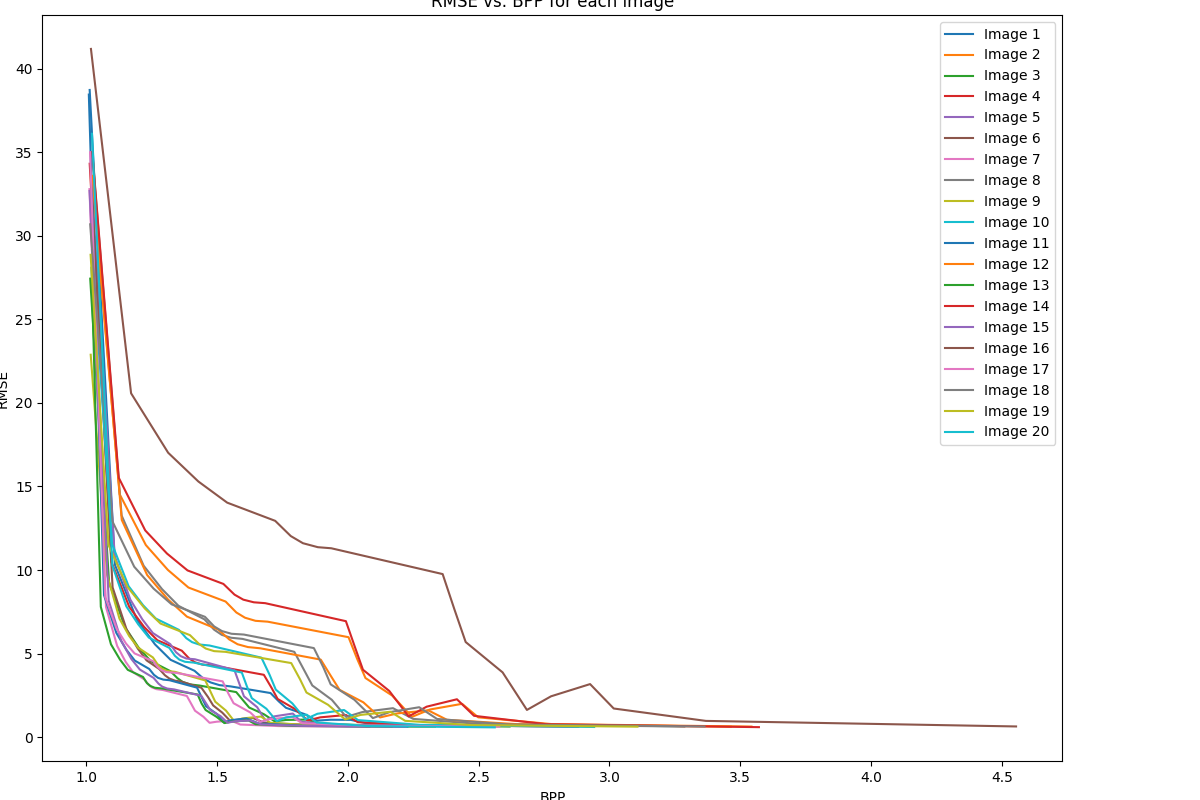 RMSE vs. BPP for each image
40
35
30
25
20
15
10
5
0
RMSE
1.0 1.5 2.0 2.5 3.0 3.5 4.0 4.5
BPP
Image 1
Image 2
Image 3
Image 4
Image 5
Image 6
Image 7
Image 8
Image 9
Image 10
Image 11
Image 12
Image 13
Image 14
Image 15
Image 16
Image 17
Image 18
Image 19
Image 20